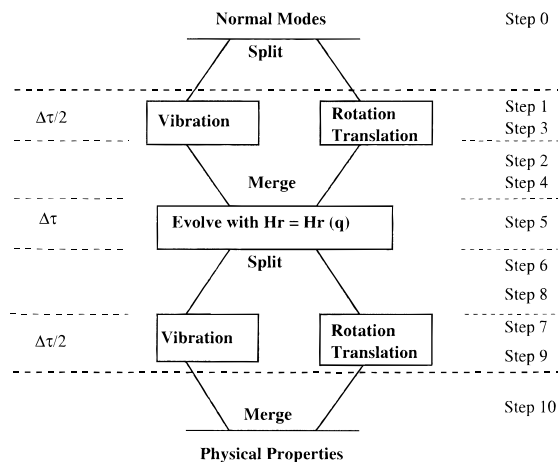 Normal Modes
Step 0
Split
Δτ/2
Vibration
Rotation
Translation
Step 1
Step 3
Merge
Step 2
Step 4
Δτ
Evolve with Hr = Hr (q)
Step 5
Split
Step 6
Step 8
Δτ/2
Vibration
Rotation
Translation
Step 7
Step 9
Merge
Step 10
Physical Properties